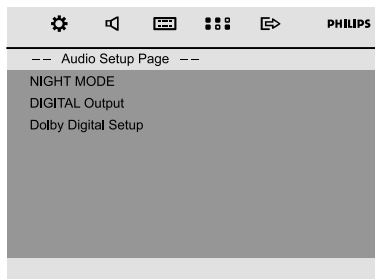 PHILIPS
-- Audio Setup Page --
NIGHT MODE
DIGITAL Output
Dolby Digital Setup